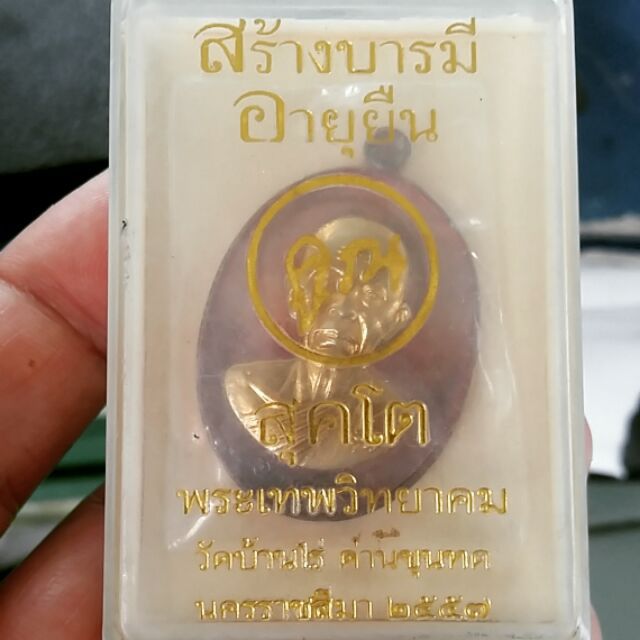 สร้างบารมี
อายุยืน
คูณ
สุคโต
พระเทพวิทยาคม
วัดบ้านไร่ ด่านขุนทด
นครราชสีมา ๒๕๕๗